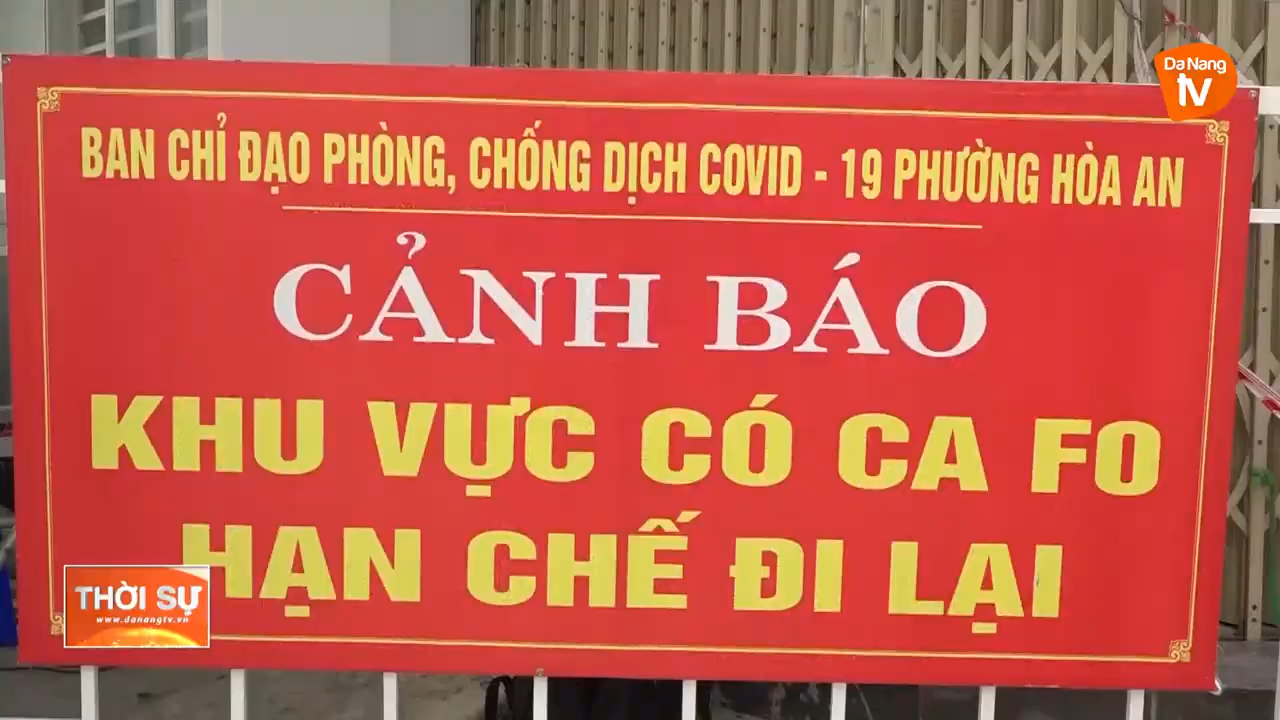 Da Nang
tv
BAN CHỈ ĐẠO PHÒNG, CHỐNG DỊCH COVID - 19 PHƯỜNG HÒA AN
CẢNH BÁO
KHU VỰC CÓ CA FO
HẠN CHẾ ĐI LẠI
THỜI SỰ
www.danangtv.vn